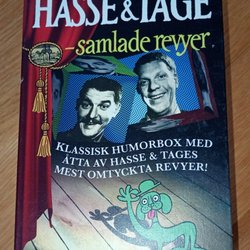 HASSE & TAGE
– samlade revyer
KLASSISK HUMORBOX MED
ÅTTA AV HASSE & TAGES
MEST OMTYCKTA REVYER!